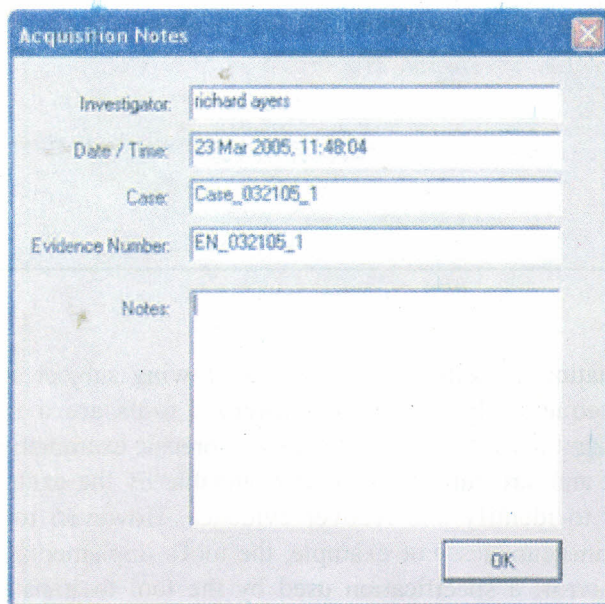 Acquisition Notes
Investigator: richard ayers
Date / Time: 23 Mar 2005, 11:48:04
Case: Case_032105_1
Evidence Number: EN_032105_1
Notes:
OK